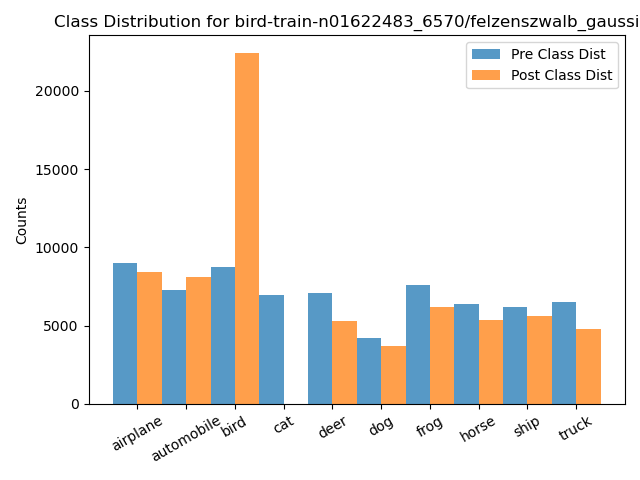 Class Distribution for bird-train-n01622483_6570/felzenszwalb_gaussi
Pre Class Dist
Post Class Dist
Counts
20000
15000
10000
5000
0
airplane
automobile
bird
cat
deer
dog
frog
horse
ship
truck